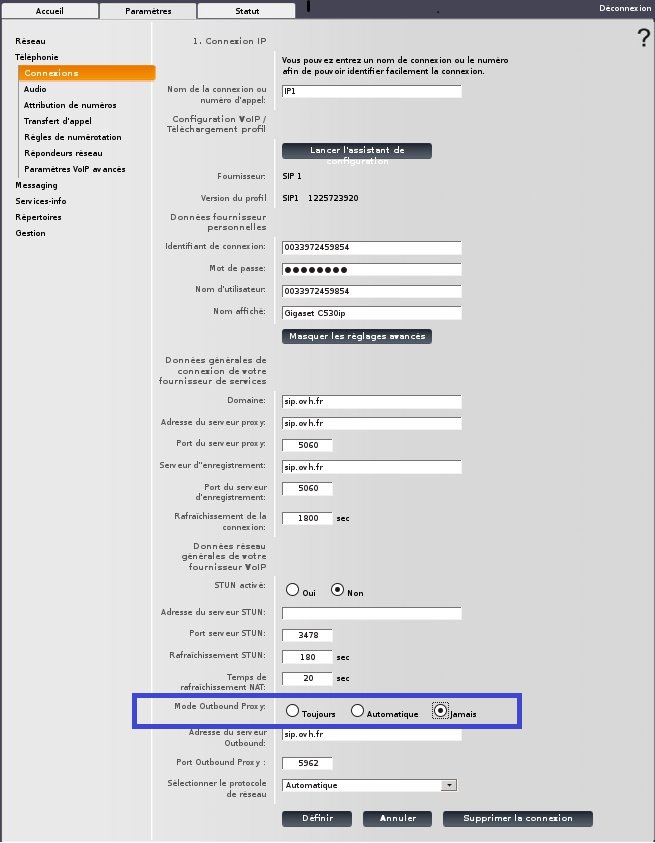 Accueil
Paramètres
Statut
Déconnexion
?
Réseau
Téléphonie
Connexions
Audio
Attribution de numéros
Transfert d'appel
Règles de numérotation
Répondeurs réseau
Paramètres VoIP avancés
Messaging
Services-info
Répertoires
Gestion
1. Connexion IP
Vous pouvez entrez un nom de connexion ou le numéro
afin de pouvoir identifier facilement la connexion.
Nom de la connexion ou
numéro d'appel:
IP1
Configuration VoIP /
Téléchargement profil
Lancer l'assistant de
configuration
Fournisseur: SIP 1
Version du profil SIP1 1225723920
Données fournisseur
personnelles
Identifiant de connexion: 0033972459854
Mot de passe: ●●●●●●●●
Nom d'utilisateur: 0033972459854
Nom affiché: Gigaset C530ip
Masquer les réglages avancés
Données générales de
connexion de votre
fournisseur de services
Domaine: sip.ovh.fr
Adresse du serveur proxy: sip.ovh.fr
Port du serveur proxy: 5060
Serveur d"enregistrement: sip.ovh.fr
Port du serveur
d'enregistrement:
5060
Rafraîchissement de la
connexion:
1800 sec
Données réseau
générales de votre
fournisseur VoIP
STUN activé: Oui Non
Adresse du serveur STUN:
Port serveur STUN: 3478
Rafraîchissement STUN: 180 sec
Temps de
rafraîchissement NAT:
20 sec
Mode Outbound Proxy: Toujours Automatique Jamais
Adresse du serveur
Outbound:
sip.ovh.fr
Port Outbound Proxy : 5962
Sélectionner le protocole
de réseau
Automatique
Définir
Annuler
Supprimer la connexion